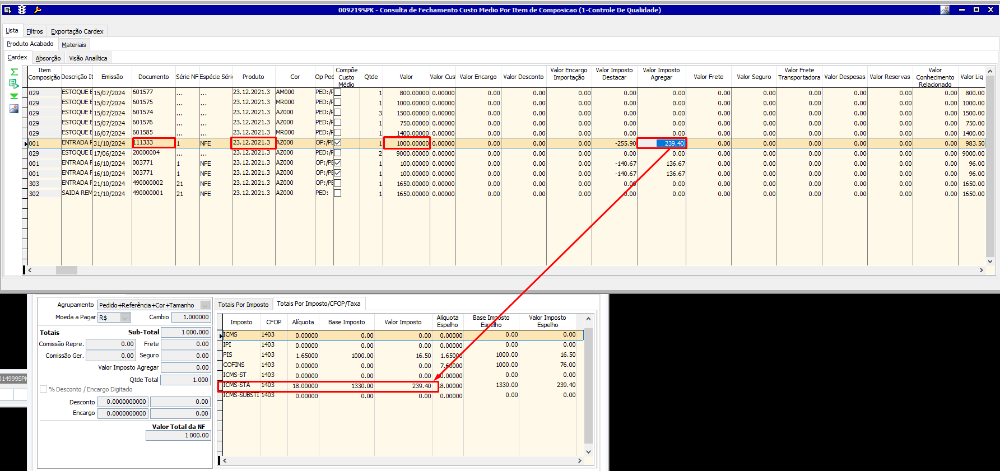 009219SPK - Consulta de Fechamento Custo Medio Por Item de Composicao (1-Controle De Qualidade)
Lista Filtros Exportação Cardex
Produto Acabado Materiais
Cardex Absorção Visão Analítica
Item Composição Descrição It Emissão Documento Série NF Espécie Série Produto Cor Op Ped Compõe Custo Médio Qtde Valor Valor Cus Valor Encargo Valor Desconto Valor Encargo Importação Valor Imposto Destacar Valor Imposto Agregar Valor Frete Valor Seguro Valor Frete Transportadora Valor Despesas Valor Reservas Valor Conhecimento Relacionado Valor Liq
029 ESTOQUE E 15/07/2024 601577 ... ... 23.12.2021.3 AM000 PED:/F 1 800.00000 0.00000 0.00 0.00 0.00 0.00 0.00 0.00 0.00 0.00 0.00 0.00 0.00 800.00
029 ESTOQUE E 15/07/2024 601575 ... ... 23.12.2021.3 MR000 PED:/F 1 1000.00000 0.00000 0.00 0.00 0.00 0.00 0.00 0.00 0.00 0.00 0.00 0.00 0.00 1000.00
029 ESTOQUE E 15/07/2024 601574 ... ... 23.12.2021.3 AZ000 PED:/F 3 1500.00000 0.00000 0.00 0.00 0.00 0.00 0.00 0.00 0.00 0.00 0.00 0.00 0.00 1500.00
029 ESTOQUE E 15/07/2024 601576 ... ... 23.12.2021.3 AZ000 PED:/F 1 750.00000 0.00000 0.00 0.00 0.00 0.00 0.00 0.00 0.00 0.00 0.00 0.00 0.00 750.00
029 ESTOQUE E 16/07/2024 601585 ... ... 23.12.2021.3 MR000 PED:/F 1 1400.00000 0.00000 0.00 0.00 0.00 0.00 0.00 0.00 0.00 0.00 0.00 0.00 0.00 1400.00
001 ENTRADA F 31/10/2024 111333 1 NFE 23.12.2021.3 AZ000 OP:/PE 1 1000.00000 0.00000 0.00 0.00 0.00 -255.90 239.40 0.00 0.00 0.00 0.00 0.00 0.00 983.50
029 ESTOQUE E 17/06/2024 20000004 ... ... 23.12.2021.3 AZ000 PED:/F 2 9000.00000 0.00000 0.00 0.00 0.00 0.00 0.00 0.00 0.00 0.00 0.00 0.00 0.00 9000.00
001 ENTRADA F 16/10/2024 003771 1 NFE 23.12.2021.3 AZ000 OP:/PE 1 100.00000 0.00000 0.00 0.00 0.00 -140.67 136.67 0.00 0.00 0.00 0.00 0.00 0.00 96.00
001 ENTRADA F 16/10/2024 003771 1 NFE 23.12.2021.3 AZ000 OP:/PE 1 100.00000 0.00000 0.00 0.00 0.00 -140.67 136.67 0.00 0.00 0.00 0.00 0.00 0.00 96.00
303 ENTRADA F 21/10/2024 490000002 21 NFE 23.12.2021.3 AZ000 OP:/PE 1 1650.00000 0.00000 0.00 0.00 0.00 0.00 0.00 0.00 0.00 0.00 0.00 0.00 0.00 1650.00
302 SAIDA REM 21/10/2024 490000001 21 NFE 23.12.2021.3 AZ000 PED: 1 1650.00000 0.00000 0.00 0.00 0.00 0.00 0.00 0.00 0.00 0.00 0.00 0.00 0.00 1650.00
014999SPK
Agrupamento Pedido+Referência+Cor+Tamanho
Moeda a Pagar R$ Cambio 1.000000
Totais Sub-Total 1 000.000
Comissão Repre. 0.00 Frete 0.00
Comissão Ger. 0.00 Seguro 0.00
Valor Imposto Agregar 0.00
Qtde Total 1.000
% Desconto / Encargo Digitado
Desconto 0.0000000000 0.00
Encargo 0.0000000000 0.00
Valor Total da NF
1 000.00
Totais Por Imposto Totais Por Imposto/CFOP/Taxa
Imposto CFOP Alíquota Base Imposto Valor Imposto Alíquota Espelho Base Imposto Espelho Valor Imposto Espelho
ICMS 1403 0.00000 0.00 0.00 0.00000 0.00 0.00
IPI 1403 0.00000 0.00 0.00 0.00000 0.00 0.00
PIS 1403 1.65000 1000.00 16.50 1.65000 1000.00 16.50
COFINS 1403 0.00000 0.00 0.00 7.60000 1000.00 76.00
ICMS-ST 1403 0.00000 0.00 0.00 0.00000 0.00 0.00
ICMS-STA 1403 18.00000 1330.00 239.40 8.00000 1330.00 239.40
ICMS-SUBSTI 1403 0.00000 0.00 0.00 0.00000 0.00 0.00